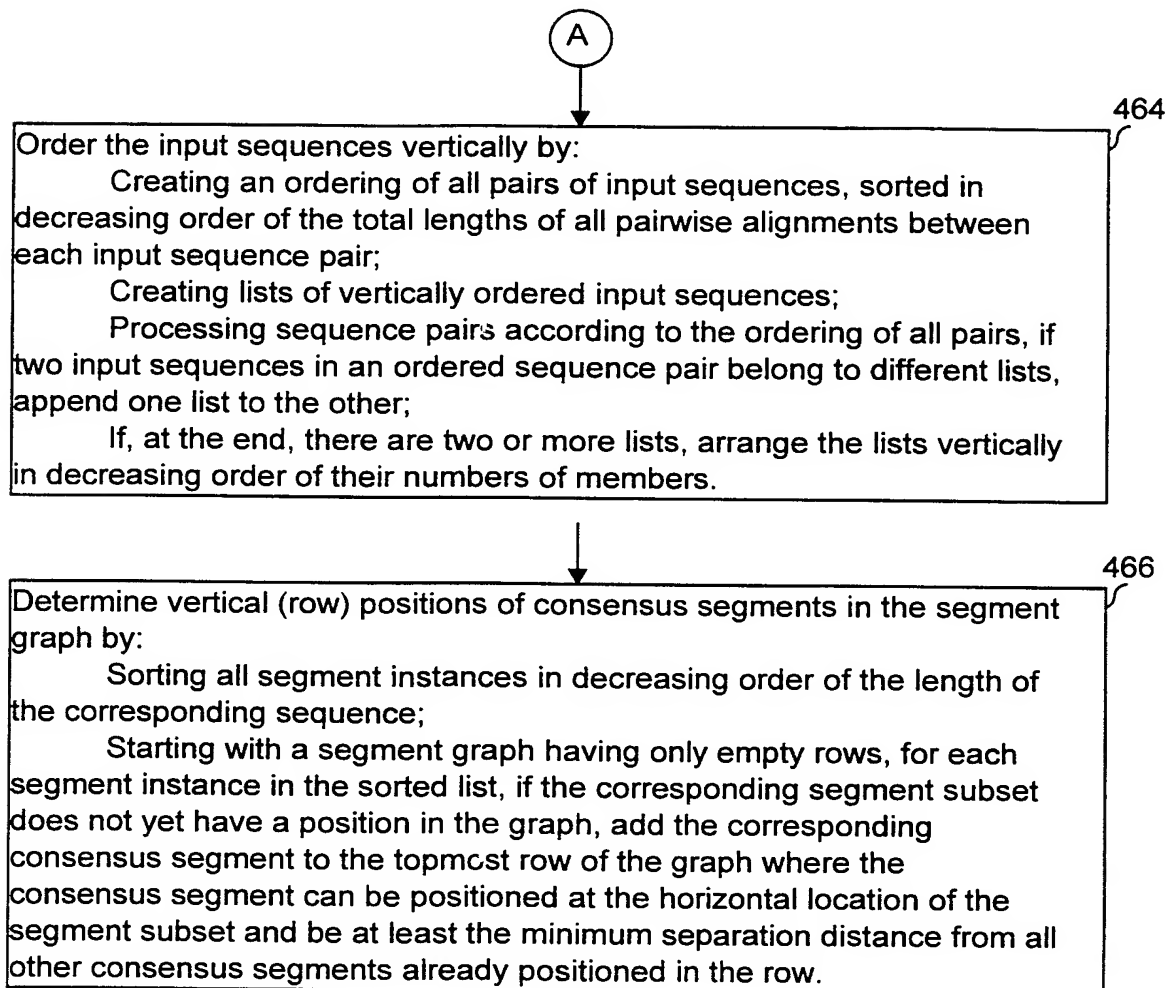 A
464
Order the input sequences vertically by:
Creating an ordering of all pairs of input sequences, sorted in
decreasing order of the total lengths of all pairwise alignments between
each input sequence pair;
Creating lists of vertically ordered input sequences;
Processing sequence pairs according to the ordering of all pairs, if
two input sequences in an ordered sequence pair belong to different lists,
append one list to the other;
If, at the end, there are two or more lists, arrange the lists vertically
in decreasing order of their numbers of members.
466
Determine vertical (row) positions of consensus segments in the segment
graph by:
Sorting all segment instances in decreasing order of the length of
the corresponding sequence;
Starting with a segment graph having only empty rows, for each
segment instance in the sorted list, if the corresponding segment subset
does not yet have a position in the graph, add the corresponding
consensus segment to the topmost row of the graph where the
consensus segment can be positioned at the horizontal location of the
segment subset and be at least the minimum separation distance from all
other consensus segments already positioned in the row.